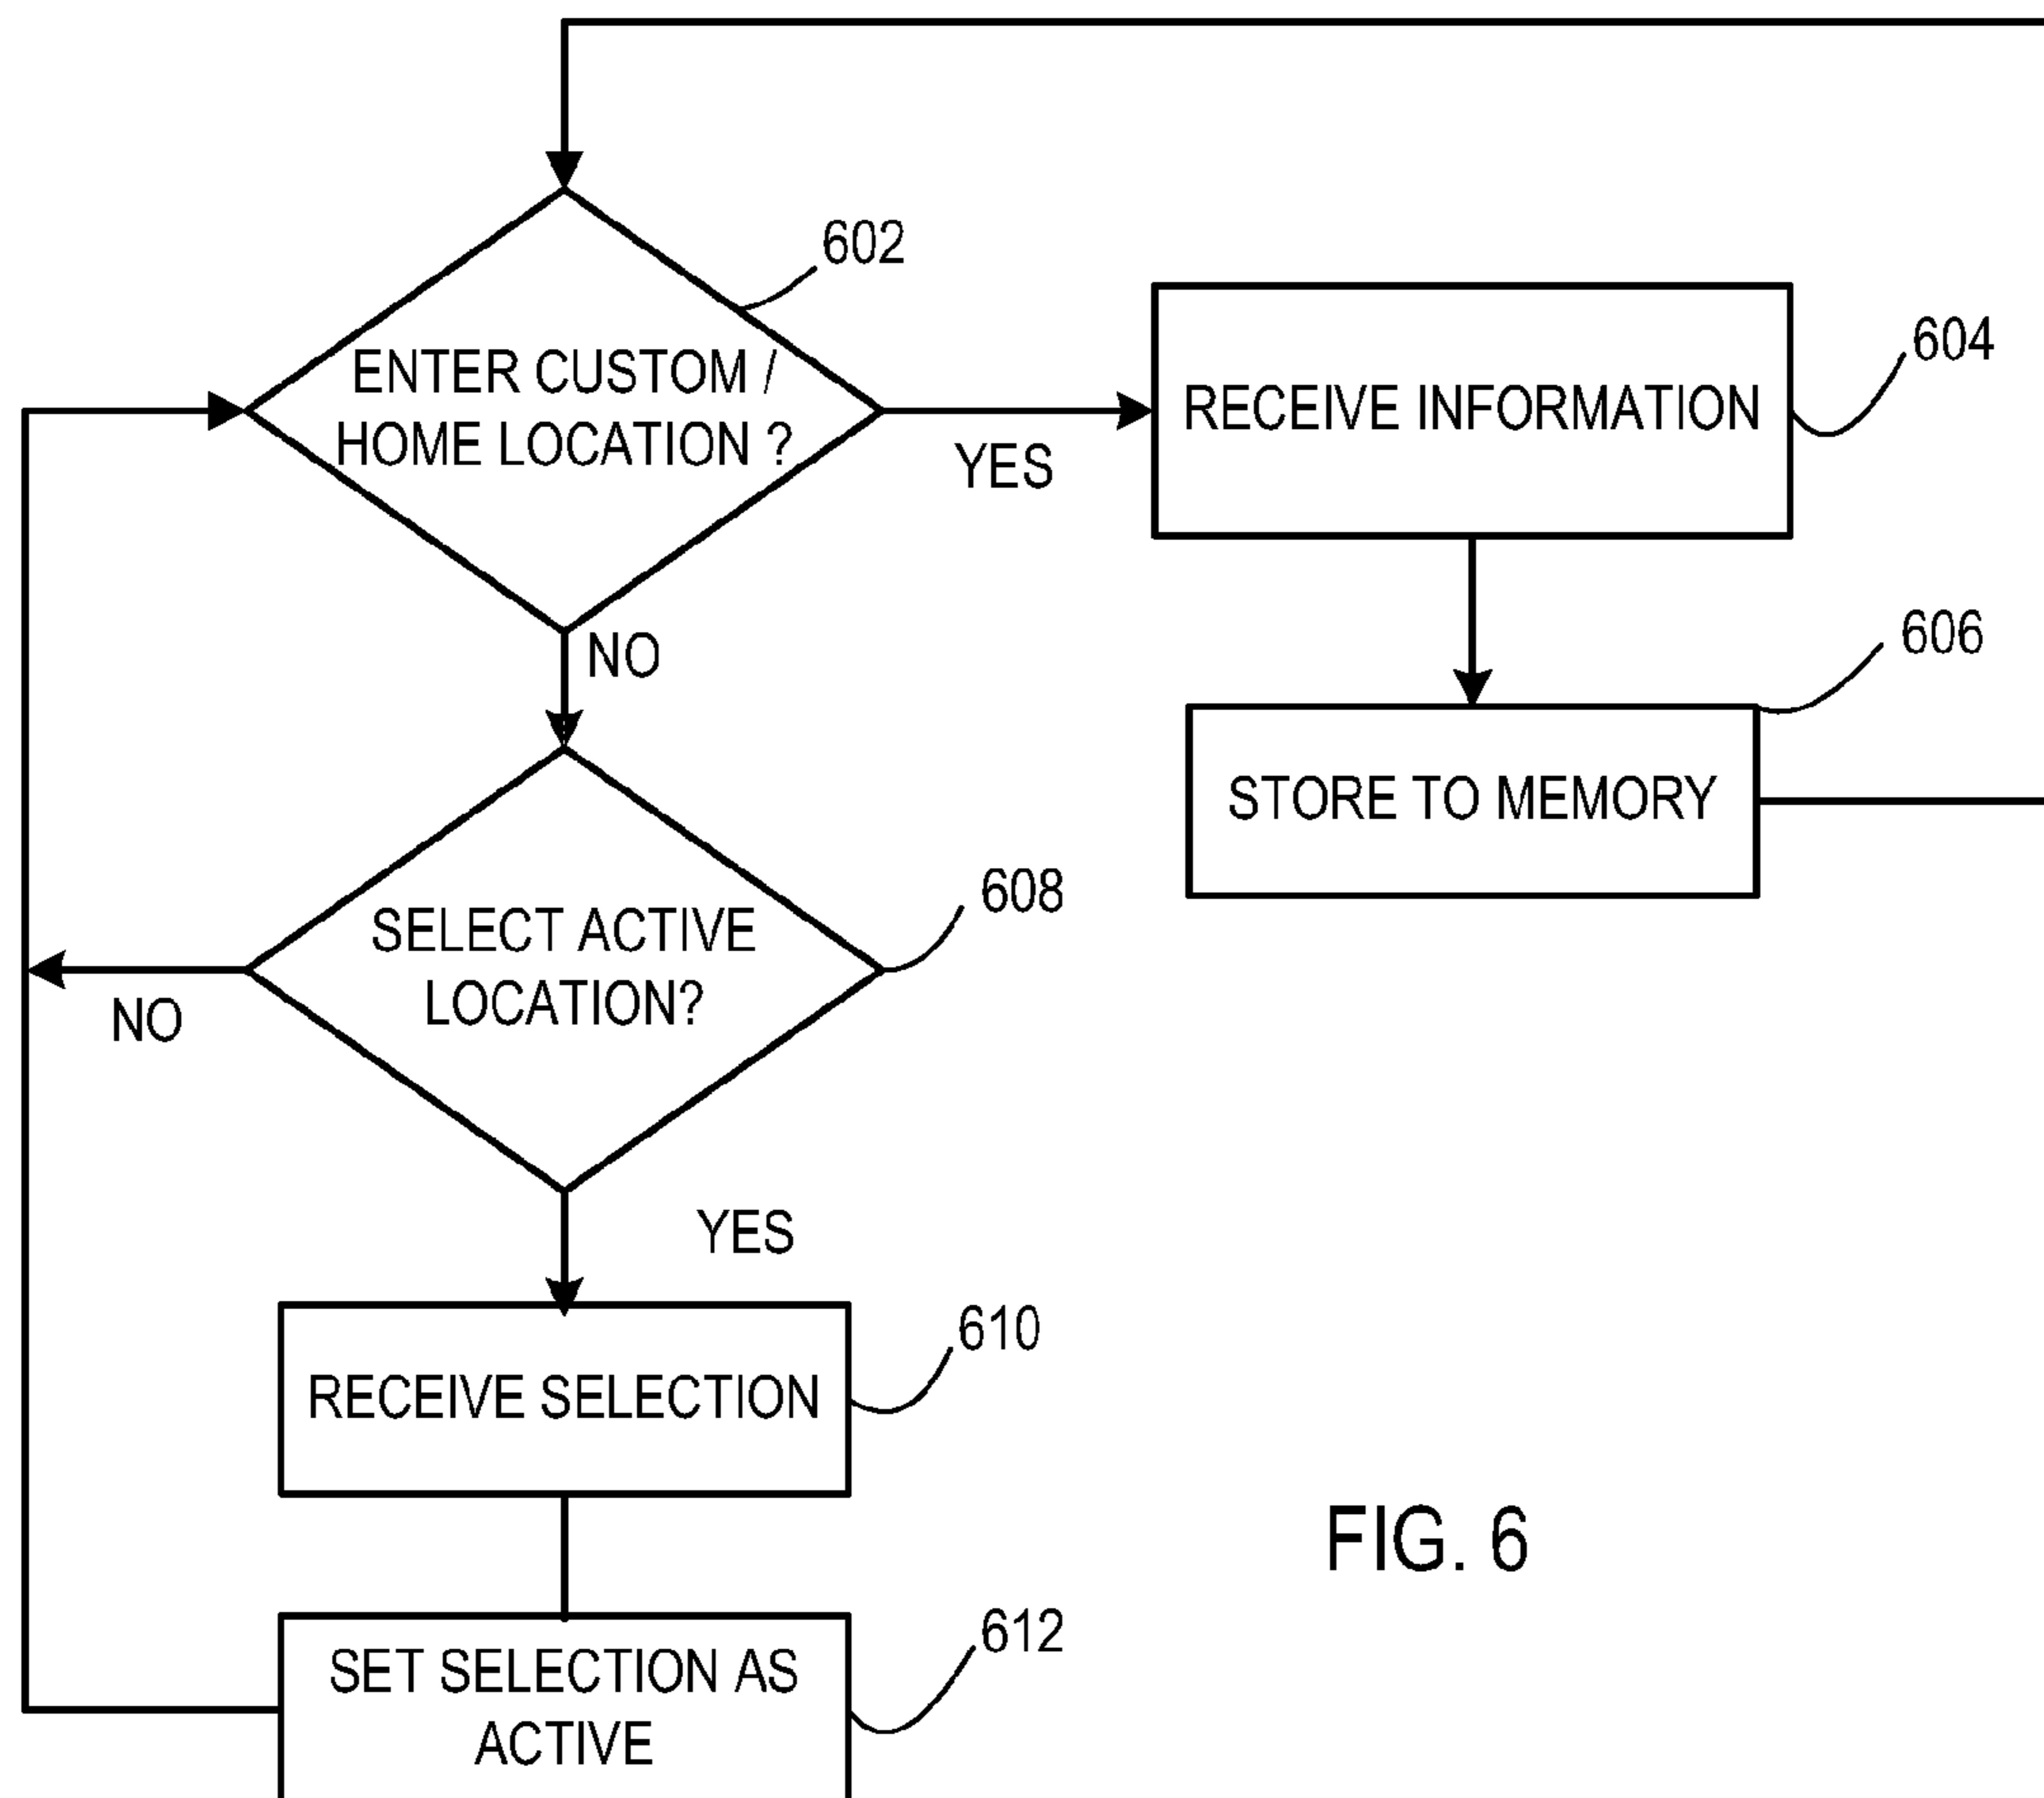 602
ENTER CUSTOM /
HOME LOCATION ?
YES
604
RECEIVE INFORMATION
NO
606
STORE TO MEMORY
608
SELECT ACTIVE
LOCATION?
NO
YES
610
RECEIVE SELECTION
612
SET SELECTION AS
ACTIVE
FIG. 6